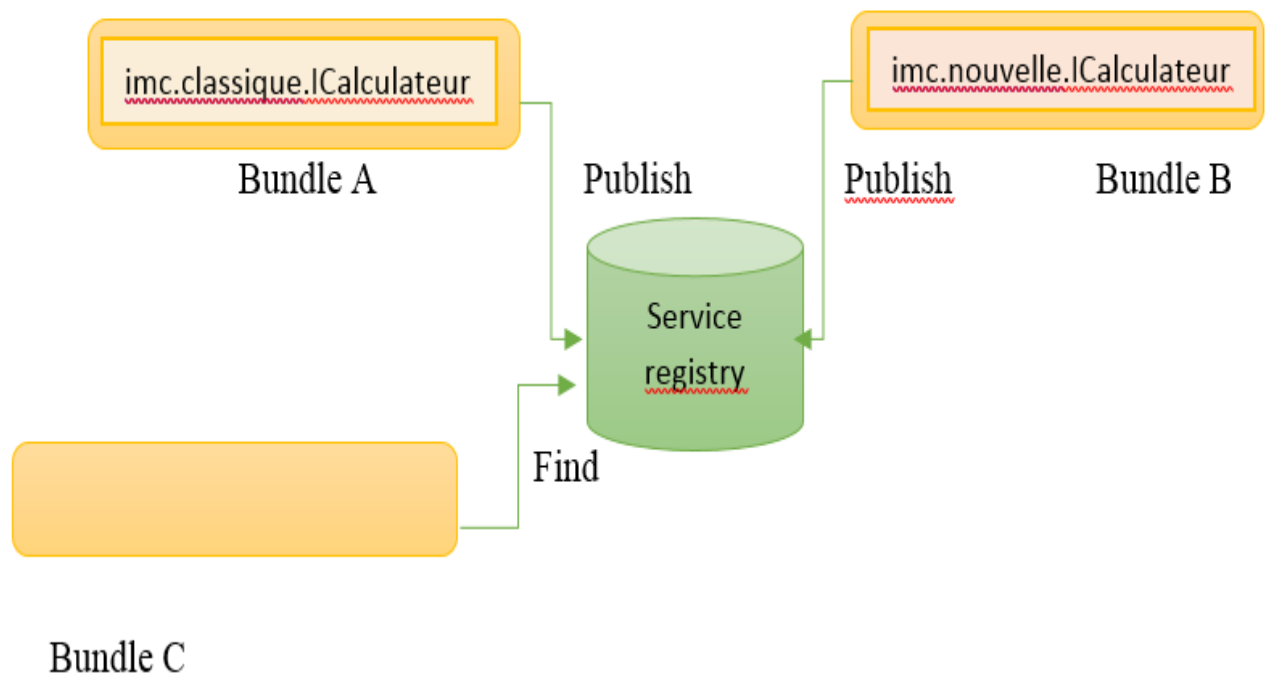 imc.classique.ICalculateur
imc.nouvelle.ICalculateur
Bundle A
Publish
Publish
Bundle B
Service
registry
Find
Bundle C